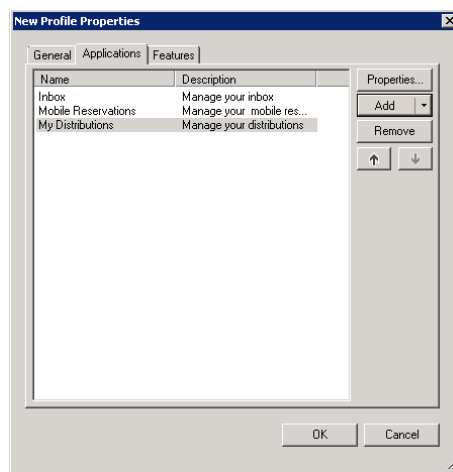 New Profile Properties
General Applications Features
Name Description
Inbox Manage your inbox
Mobile Reservations Manage your mobile res...
My Distributions Manage your distributions
Properties...
Add
Remove
OK Cancel